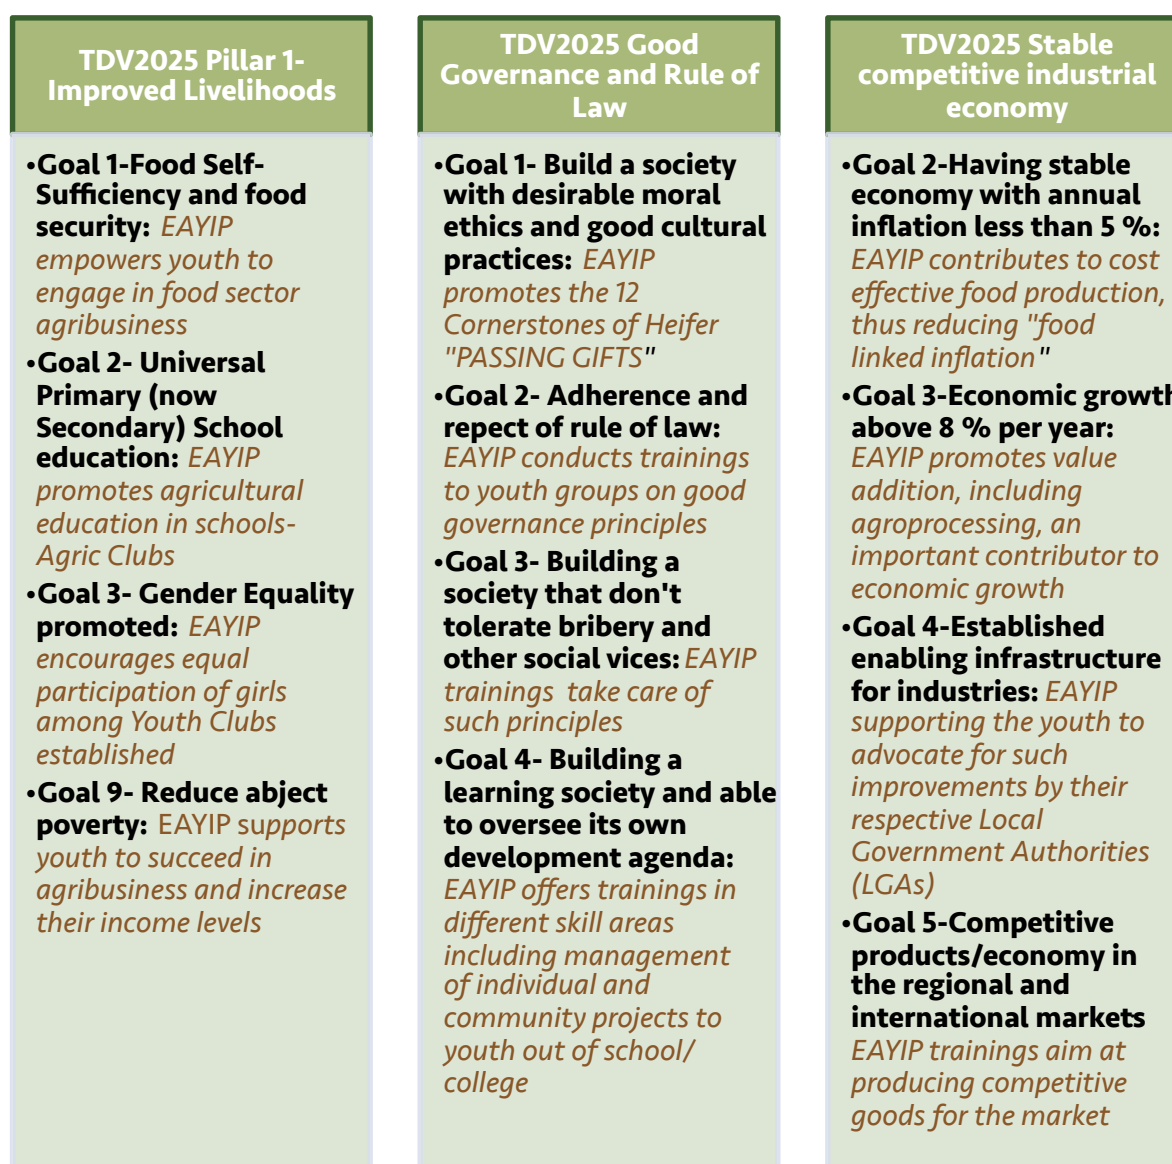 TDV2025 Pillar 1-
Improved Livelihoods
•Goal 1-Food Self-
Sufficiency and food
security: EAYIP
empowers youth to
engage in food sector
agribusiness
•Goal 2- Universal
Primary (now
Secondary) School
education: EAYIP
promotes agricultural
education in schools-
Agric Clubs
•Goal 3- Gender Equality
promoted: EAYIP
encourages equal
participation of girls
among Youth Clubs
established
•Goal 9- Reduce abject
poverty: EAYIP supports
youth to succeed in
agribusiness and increase
their income levels
TDV2025 Good
Governance and Rule of
Law
•Goal 1- Build a society
with desirable moral
ethics and good cultural
practices: EAYIP
promotes the 12
Cornerstones of Heifer
"PASSING GIFTS"
•Goal 2- Adherence and
repect of rule of law:
EAYIP conducts trainings
to youth groups on good
governance principles
•Goal 3- Building a
society that don't
tolerate bribery and
other social vices: EAYIP
trainings take care of
such principles
•Goal 4- Building a
learning society and able
to oversee its own
development agenda:
EAYIP offers trainings in
different skill areas
including management
of individual and
community projects to
youth out of school/
college
TDV2025 Stable
competitive industrial
economy
•Goal 2-Having stable
economy with annual
inflation less than 5 %:
EAYIP contributes to cost
effective food production,
thus reducing "food
linked inflation"
•Goal 3-Economic growth
above 8 % per year:
EAYIP promotes value
addition, including
agroprocessing, an
important contributor to
economic growth
•Goal 4-Established
enabling infrastructure
for industries: EAYIP
supporting the youth to
advocate for such
improvements by their
respective Local
Government Authorities
(LGAs)
•Goal 5-Competitive
products/economy in
the regional and
international markets
EAYIP trainings aim at
producing competitive
goods for the market